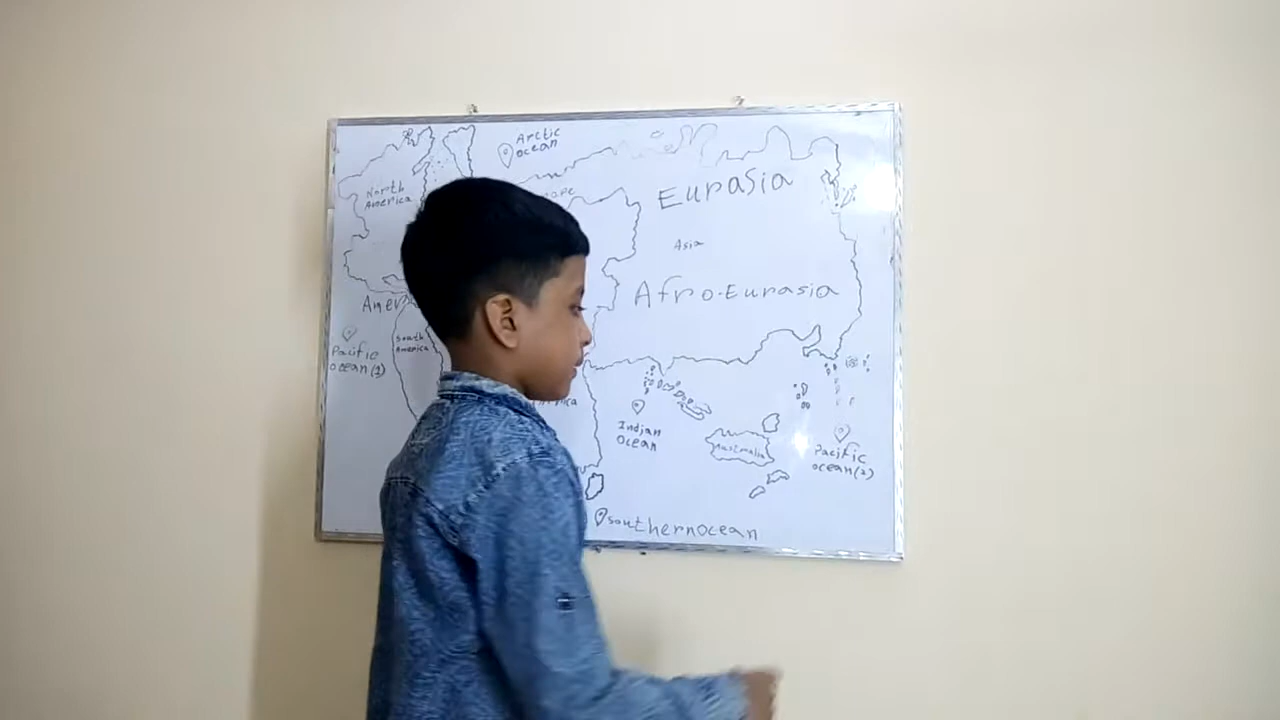 Arctic
ocean
North
America
Eurasia
Asia
Afro-Eurasia
South
America
Pacific
ocean(1)
Indian
ocean
Australia
Pacific
ocean(2)
southernocean